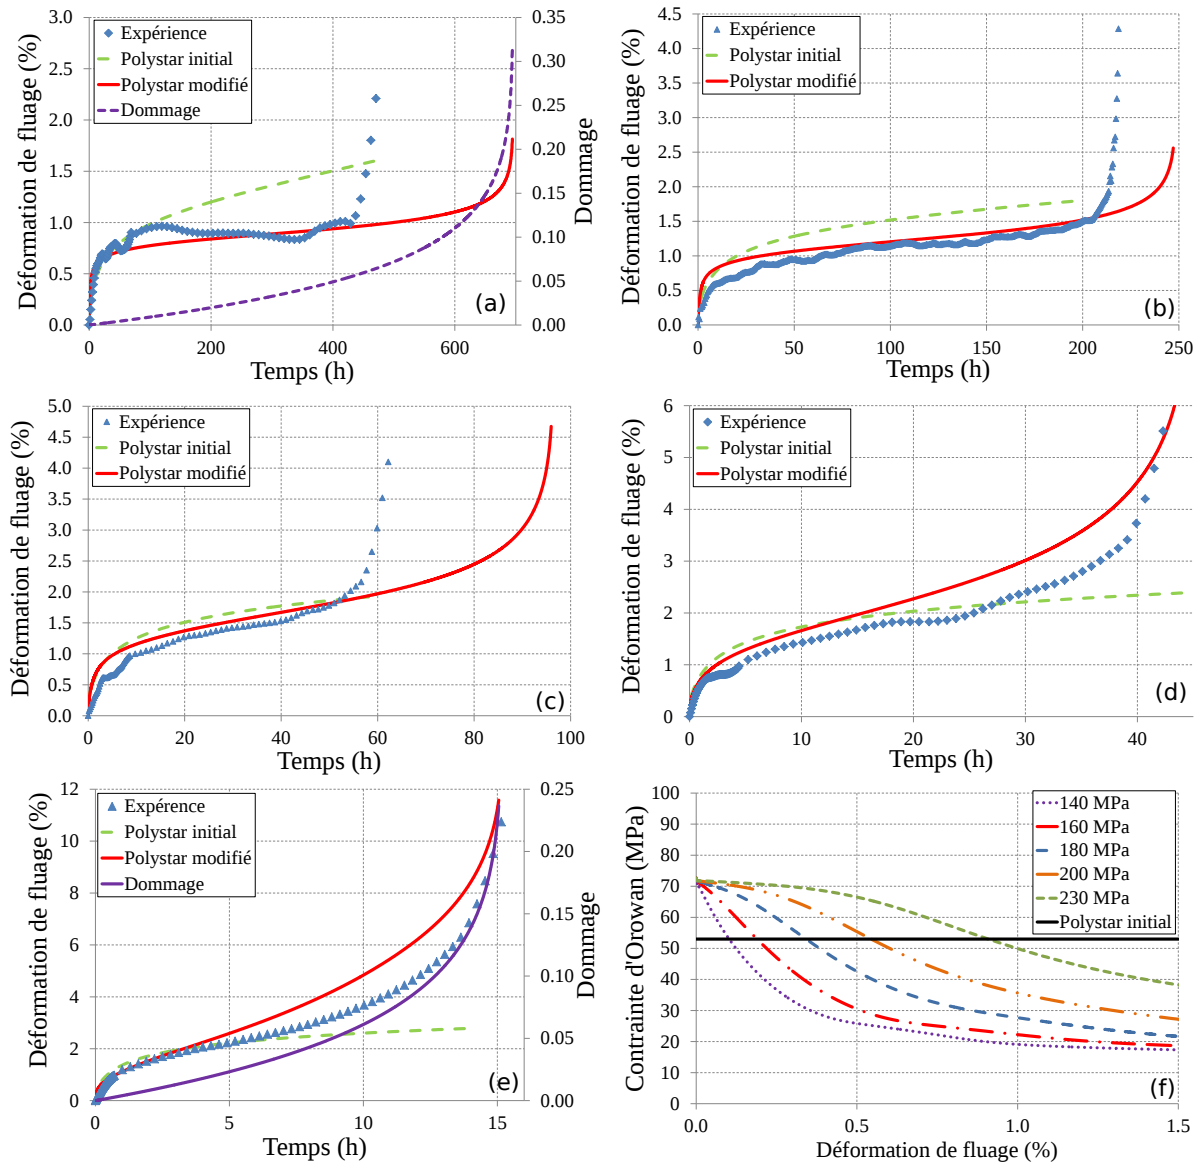 Déformation de fluage (%)
3.0
2.5
2.0
1.5
1.0
0.5
0.0
Expérience
Polystar initial
Polystar modifié
Dommage
0.35
0.30
0.25
0.20
0.15
0.10
0.05
0.00
Dommage
(a)
0 200 400 600
Temps (h)
Déformation de fluage (%)
4.5
4.0
3.5
3.0
2.5
2.0
1.5
1.0
0.5
0.0
Expérience
Polystar initial
Polystar modifié
(b)
0 50 100 150 200 250
Temps (h)
Déformation de fluage (%)
5.0
4.5
4.0
3.5
3.0
2.5
2.0
1.5
1.0
0.5
0.0
Expérience
Polystar initial
Polystar modifié
(c)
0 20 40 60 80 100
Temps (h)
Déformation de fluage (%)
6
5
4
3
2
1
0
Expérience
Polystar initial
Polystar modifié
(d)
0 10 20 30 40
Temps (h)
Déformation de fluage (%)
12
10
8
6
4
2
0
Expérence
Polystar initial
Polystar modifié
Dommage
0.25
0.20
0.15
0.10
0.05
0.00
Dommage
(e)
0 5 10 15
Temps (h)
Contrainte d'Orowan (MPa)
100
90
80
70
60
50
40
30
20
10
0
140 MPa
160 MPa
180 MPa
200 MPa
230 MPa
Polystar initial
(f)
0.0 0.5 1.0 1.5
Déformation de fluage (%)